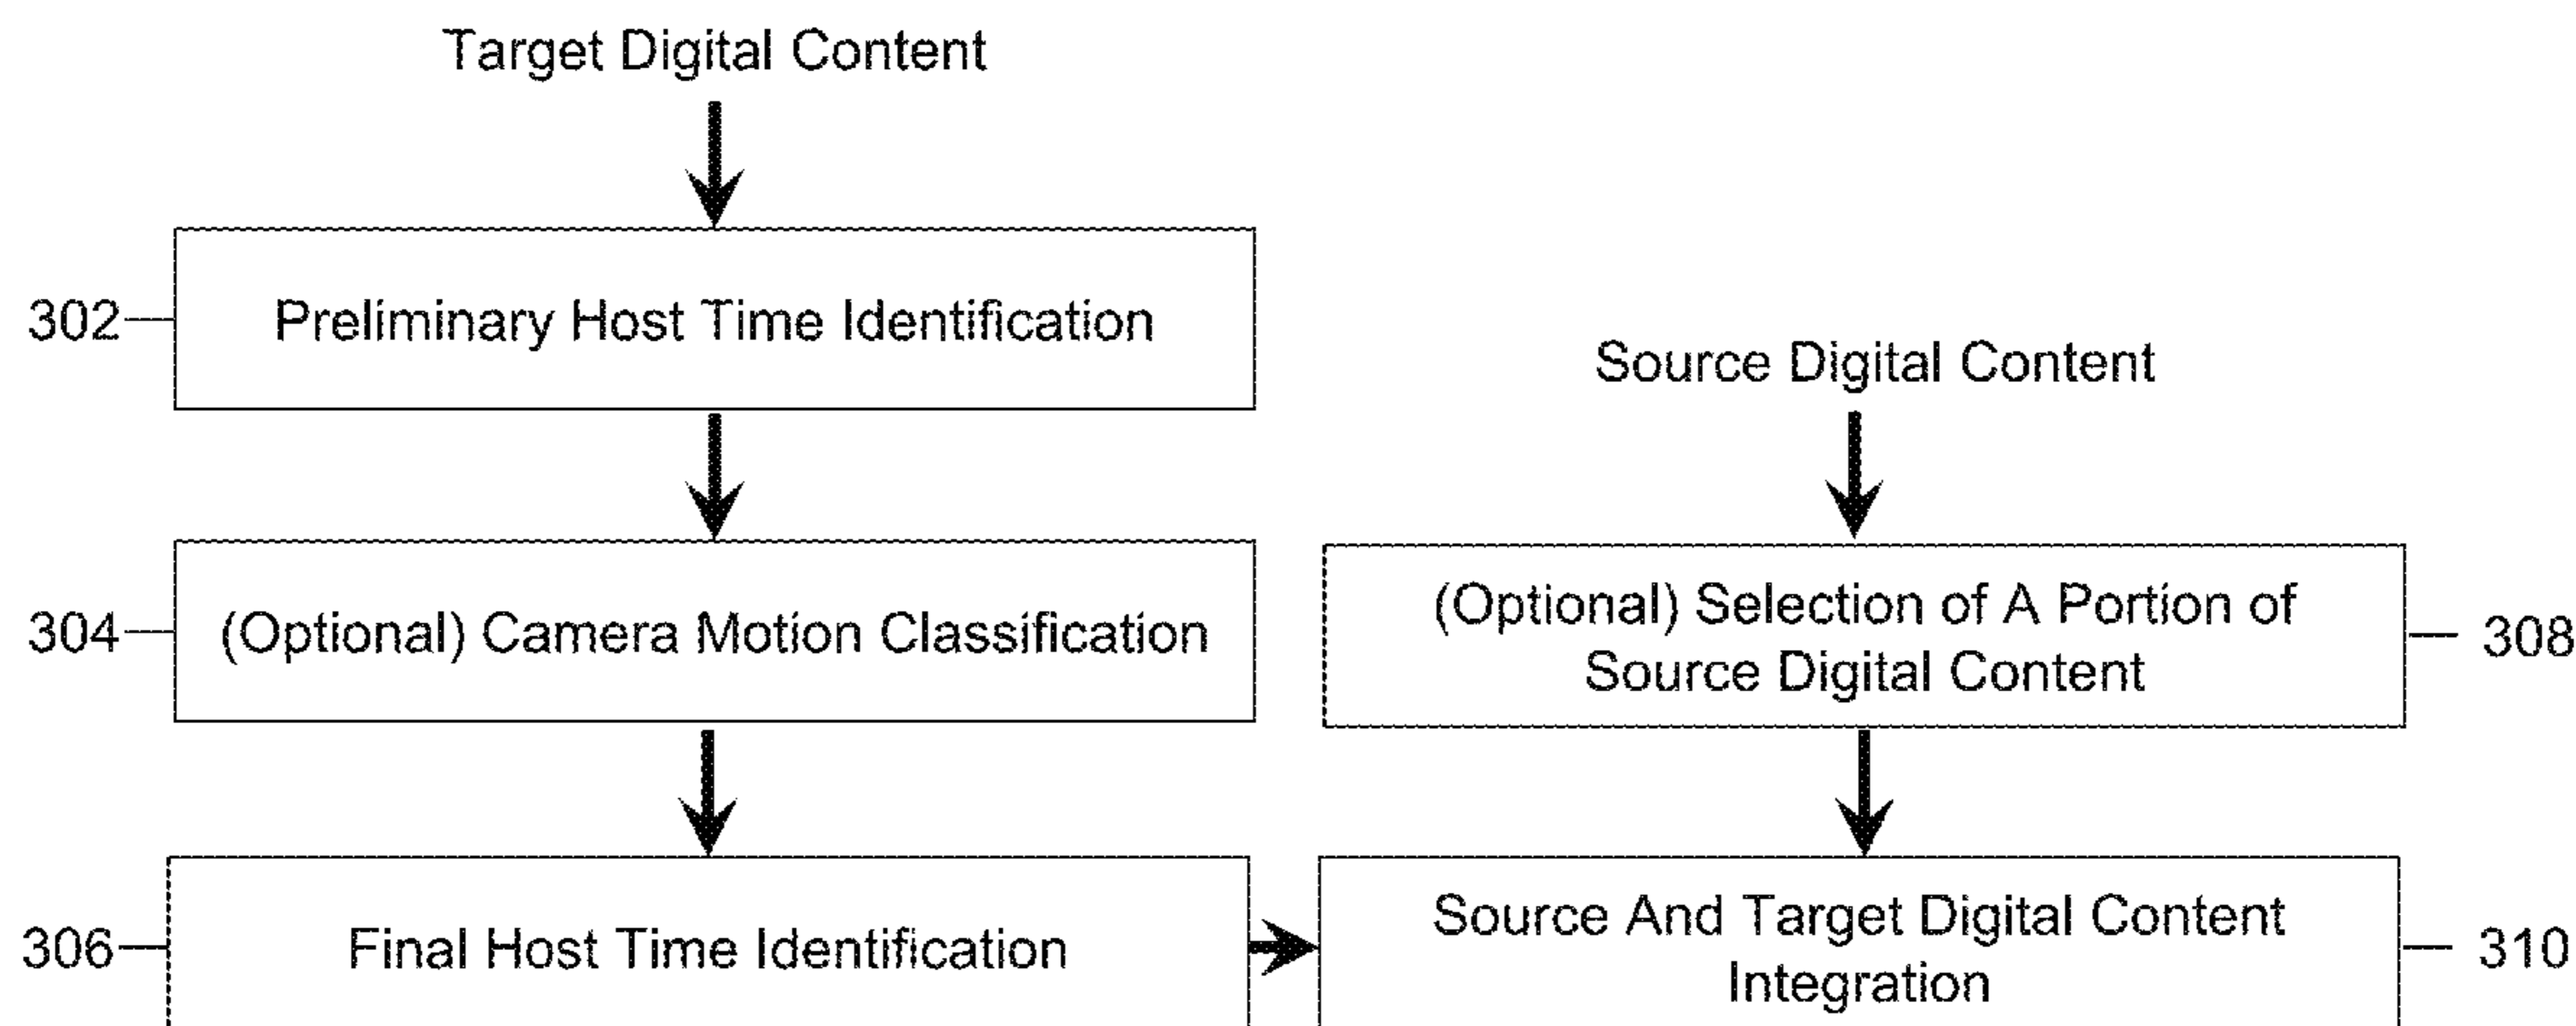 Target Digital Content
302
Preliminary Host Time Identification
Source Digital Content
304
(Optional) Camera Motion Classification
(Optional) Selection of A Portion of
Source Digital Content
308
306
Final Host Time Identification
Source And Target Digital Content
Integration
310